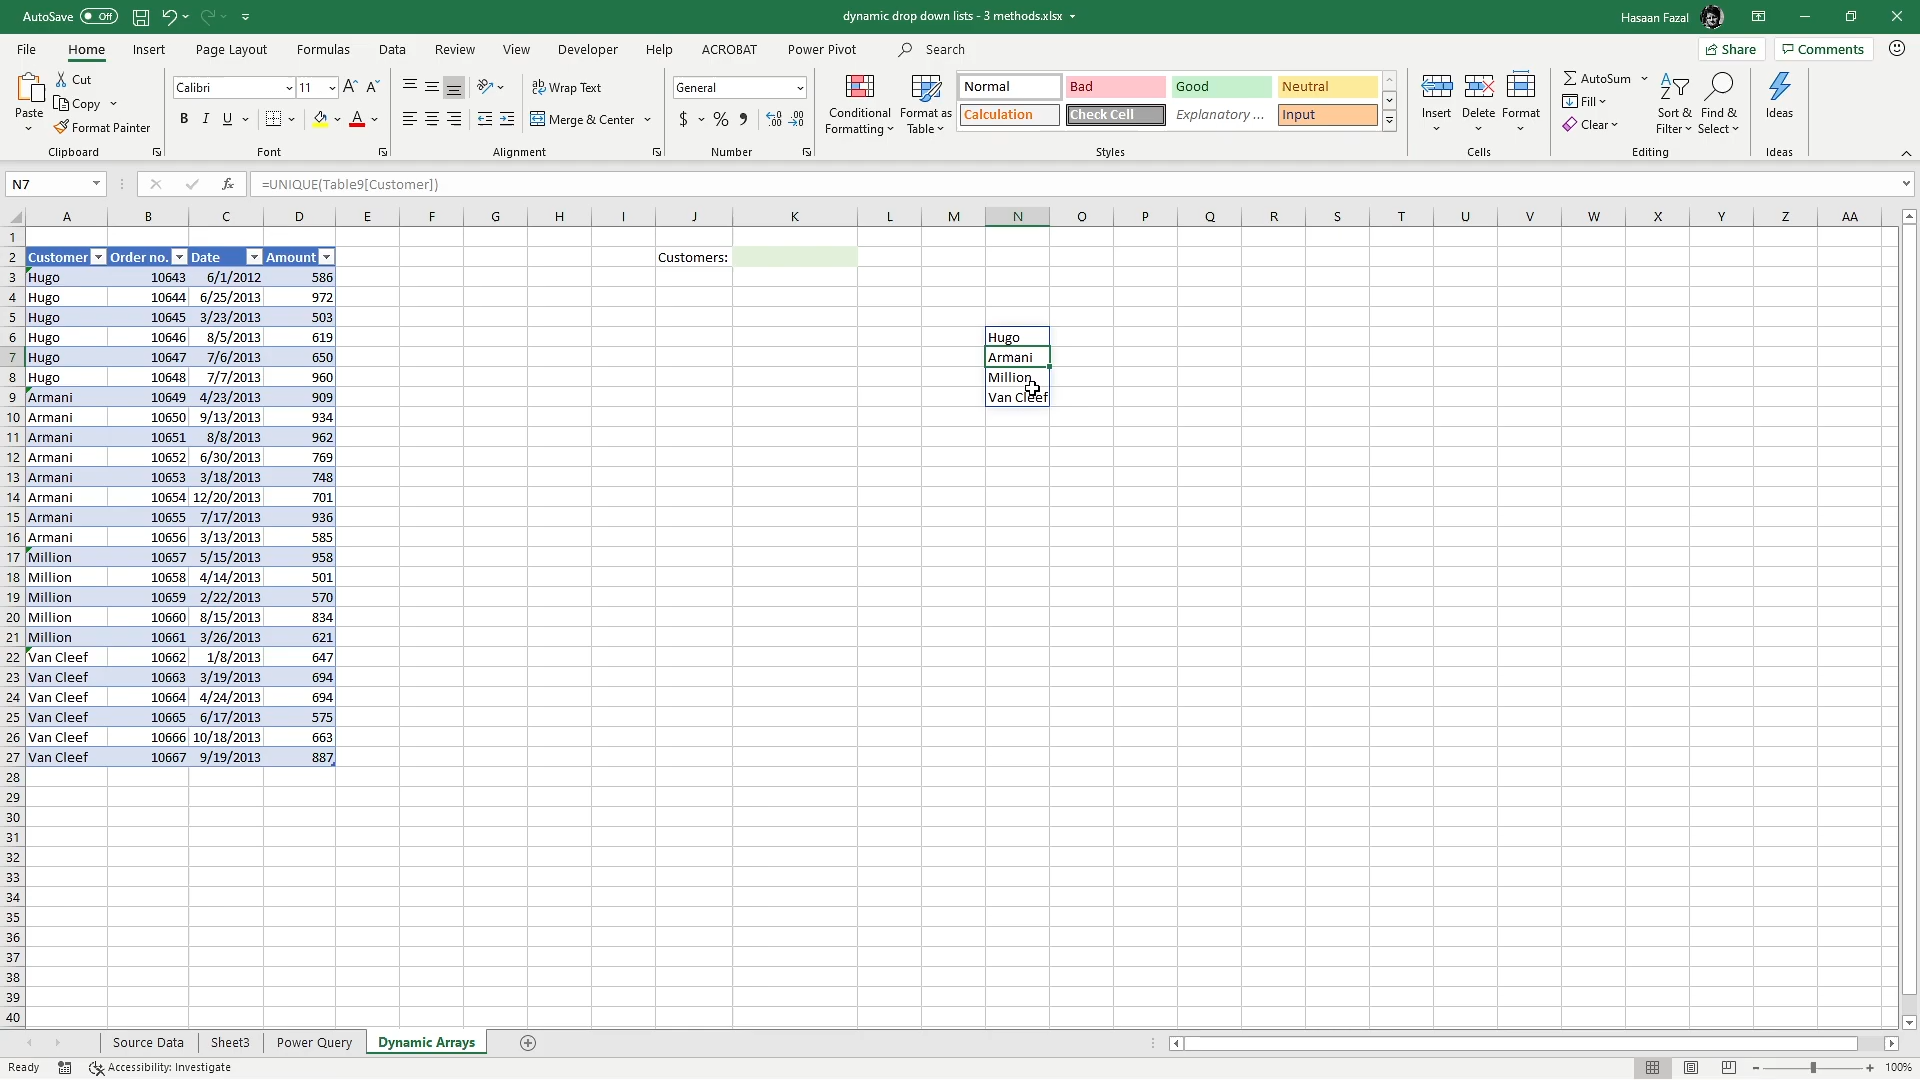 AutoSave Off
dynamic drop down lists - 3 methods.xlsx
Hasaan Fazal
File Home Insert Page Layout Formulas Data Review View Developer Help ACROBAT Power Pivot Search Share Comments
Paste
Cut
Copy
Format Painter
Clipboard
Calibri 11
B I U
Font
Wrap Text
Merge & Center
Alignment
General
$ % ,
Number
Conditional Formatting
Format as Table
Normal Bad Good Neutral
Calculation Check Cell Explanatory ... Input
Styles
Insert Delete Format
Cells
AutoSum
Fill
Clear
Sort & Filter
Find & Select
Editing
Ideas
Ideas
N7 fx =UNIQUE(Table9[Customer])
A B C D E F G H I J K L M N O P Q R S T U V W X Y Z AA
1
2 Customer Order no. Date Amount Customers:
3 Hugo 10643 6/1/2012 586
4 Hugo 10644 6/25/2013 972
5 Hugo 10645 3/23/2013 503
6 Hugo 10646 8/5/2013 619 Hugo
7 Hugo 10647 7/6/2013 650 Armani
8 Hugo 10648 7/7/2013 960 Million
9 Armani 10649 4/23/2013 909 Van Cleef
10 Armani 10650 9/13/2013 934
11 Armani 10651 8/8/2013 962
12 Armani 10652 6/30/2013 769
13 Armani 10653 3/18/2013 748
14 Armani 10654 12/20/2013 701
15 Armani 10655 7/17/2013 936
16 Armani 10656 3/13/2013 585
17 Million 10657 5/15/2013 958
18 Million 10658 4/14/2013 501
19 Million 10659 2/22/2013 570
20 Million 10660 8/15/2013 834
21 Million 10661 3/26/2013 621
22 Van Cleef 10662 1/8/2013 647
23 Van Cleef 10663 3/19/2013 694
24 Van Cleef 10664 4/24/2013 694
25 Van Cleef 10665 6/17/2013 575
26 Van Cleef 10666 10/18/2013 663
27 Van Cleef 10667 9/19/2013 887
28
29
30
31
32
33
34
35
36
37
38
39
40
Source Data Sheet3 Power Query Dynamic Arrays
Ready Accessibility: Investigate 100%